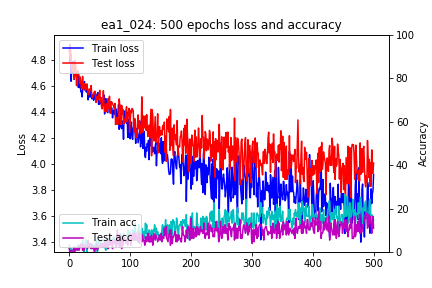 ea1_024: 500 epochs loss and accuracy
Train loss
Test loss
Train acc
Test acc
Loss
4.8
4.6
4.4
4.2
4.0
3.8
3.6
3.4
0
100
200
300
400
500
100
80
60
40
20
0
Accuracy